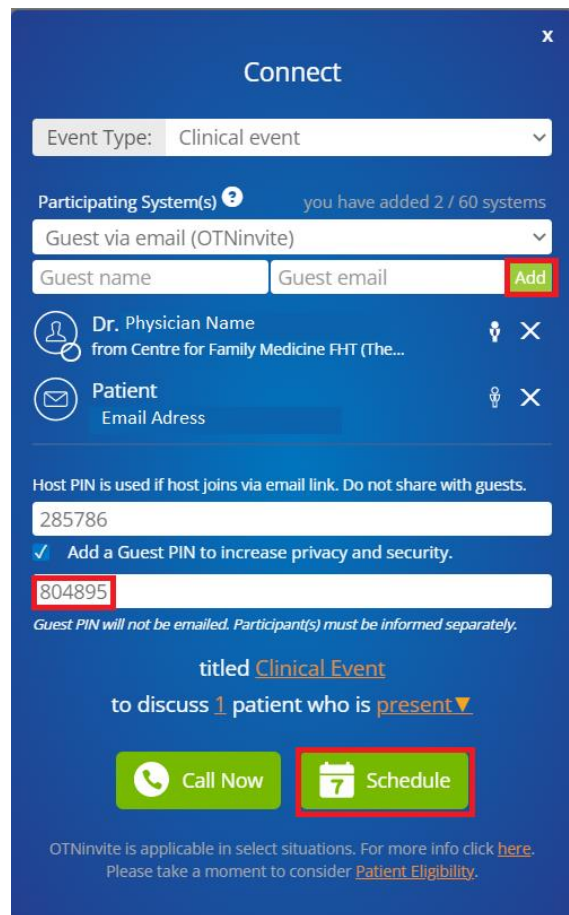 x
Connect
Event Type: Clinical event
Participating System(s) ? you have added 2 / 60 systems
Guest via email (OTNinvite)
Guest name Guest email Add
Dr. Physician Name
from Centre for Family Medicine FHT (The...
Patient
Email Adress
Host PIN is used if host joins via email link. Do not share with guests.
285786
Add a Guest PIN to increase privacy and security.
804895
Guest PIN will not be emailed. Participant(s) must be informed separately.
titled Clinical Event
to discuss 1 patient who is present
Call Now 7 Schedule
OTNinvite is applicable in select situations. For more info click here.
Please take a moment to consider Patient Eligibility.